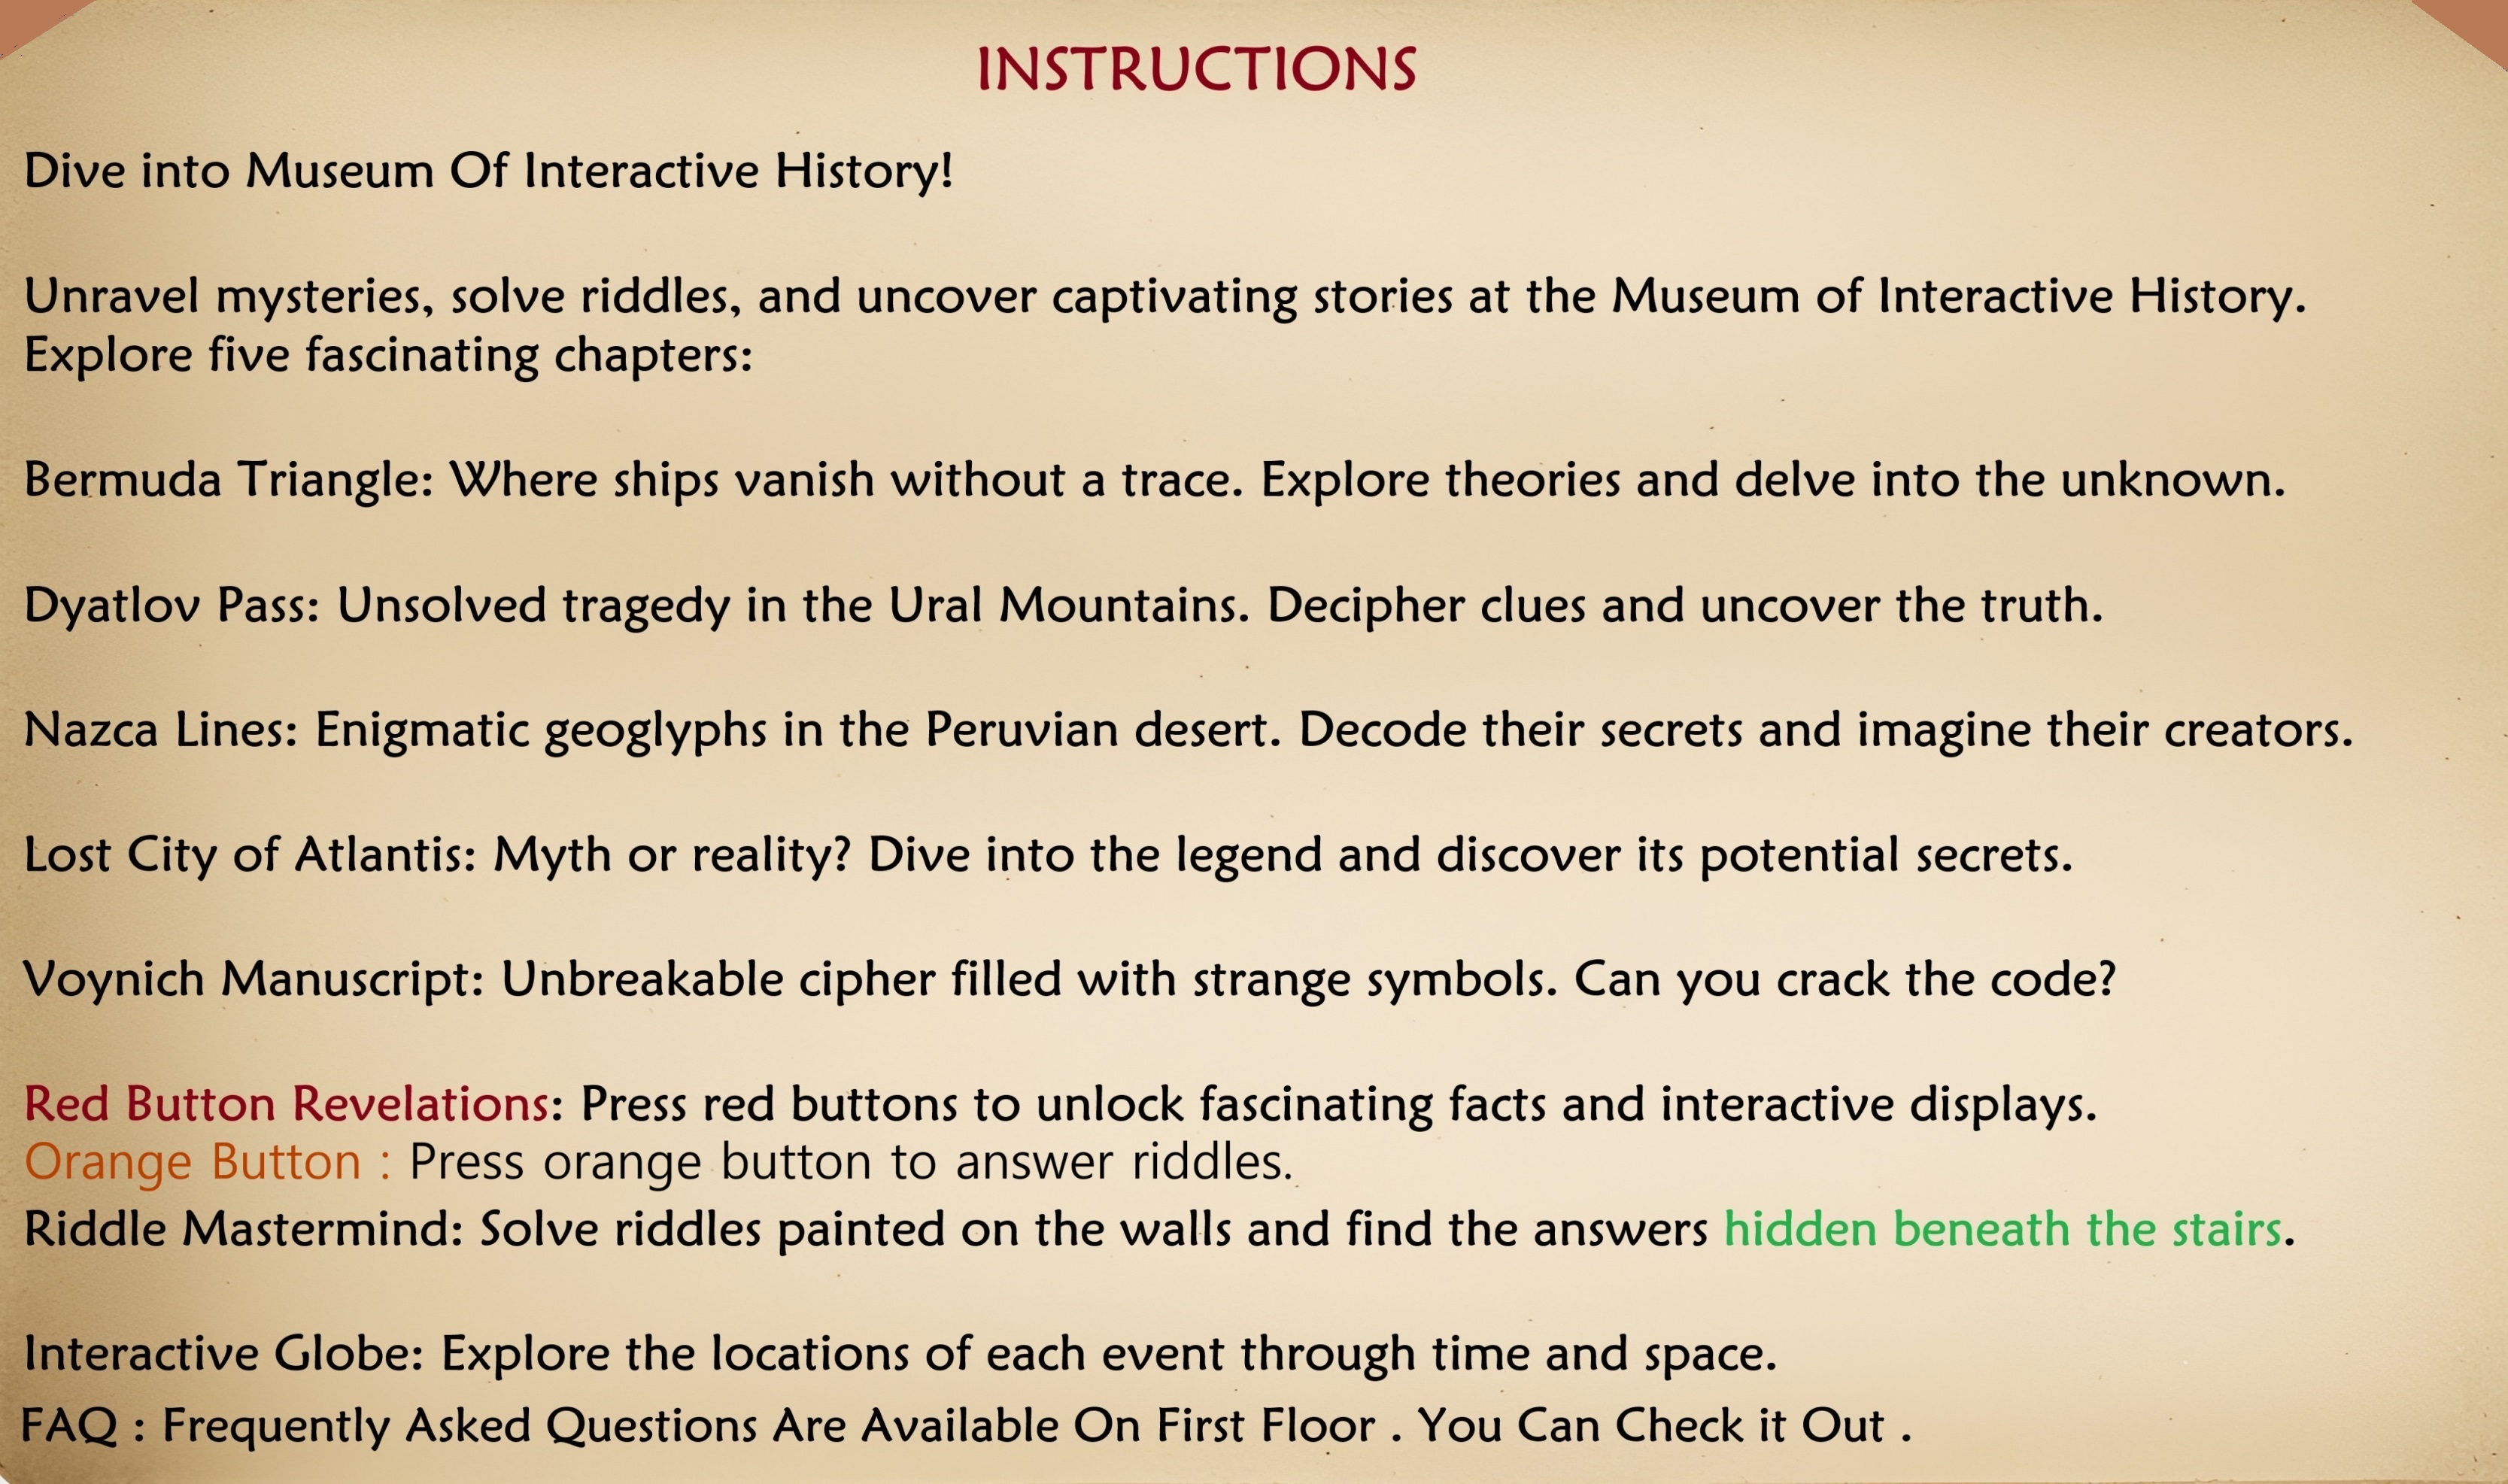 INSTRUCTIONS
Dive into Museum Of Interactive History!
Unravel mysteries, solve riddles, and uncover captivating stories at the Museum of Interactive History.
Explore five fascinating chapters:
Bermuda Triangle: Where ships vanish without a trace. Explore theories and delve into the unknown.
Dyatlov Pass: Unsolved tragedy in the Ural Mountains. Decipher clues and uncover the truth.
Nazca Lines: Enigmatic geoglyphs in the Peruvian desert. Decode their secrets and imagine their creators.
Lost City of Atlantis: Myth or reality? Dive into the legend and discover its potential secrets.
Voynich Manuscript: Unbreakable cipher filled with strange symbols. Can you crack the code?
Red Button Revelations: Press red buttons to unlock fascinating facts and interactive displays.
Orange Button : Press orange button to answer riddles.
Riddle Mastermind: Solve riddles painted on the walls and find the answers hidden beneath the stairs.
Interactive Globe: Explore the locations of each event through time and space.
FAQ : Frequently Asked Questions Are Available On First Floor . You Can Check it Out .